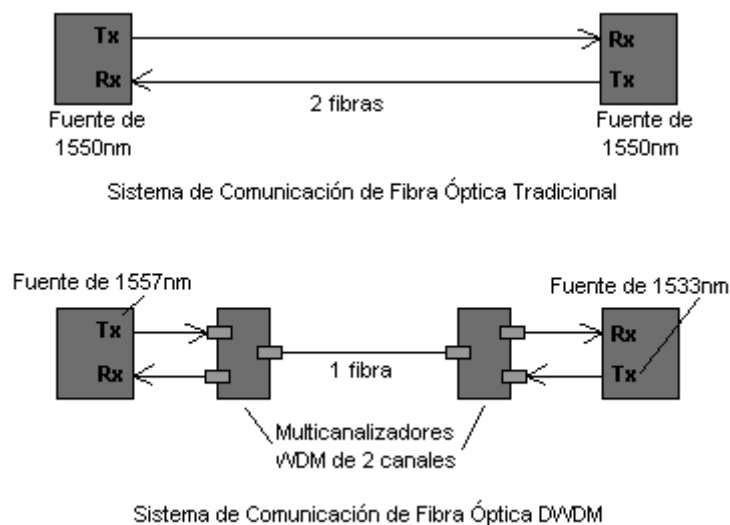 Tx
Rx
Rx
Tx
2 fibras
Fuente de
1550nm
Fuente de
1550nm
Sistema de Comunicación de Fibra Óptica Tradicional
Fuente de 1557nm
Fuente de 1533nm
Tx
Rx
Rx
Tx
1 fibra
Multicanalizadores
WDM de 2 canales
Sistema de Comunicación de Fibra Óptica DWDM